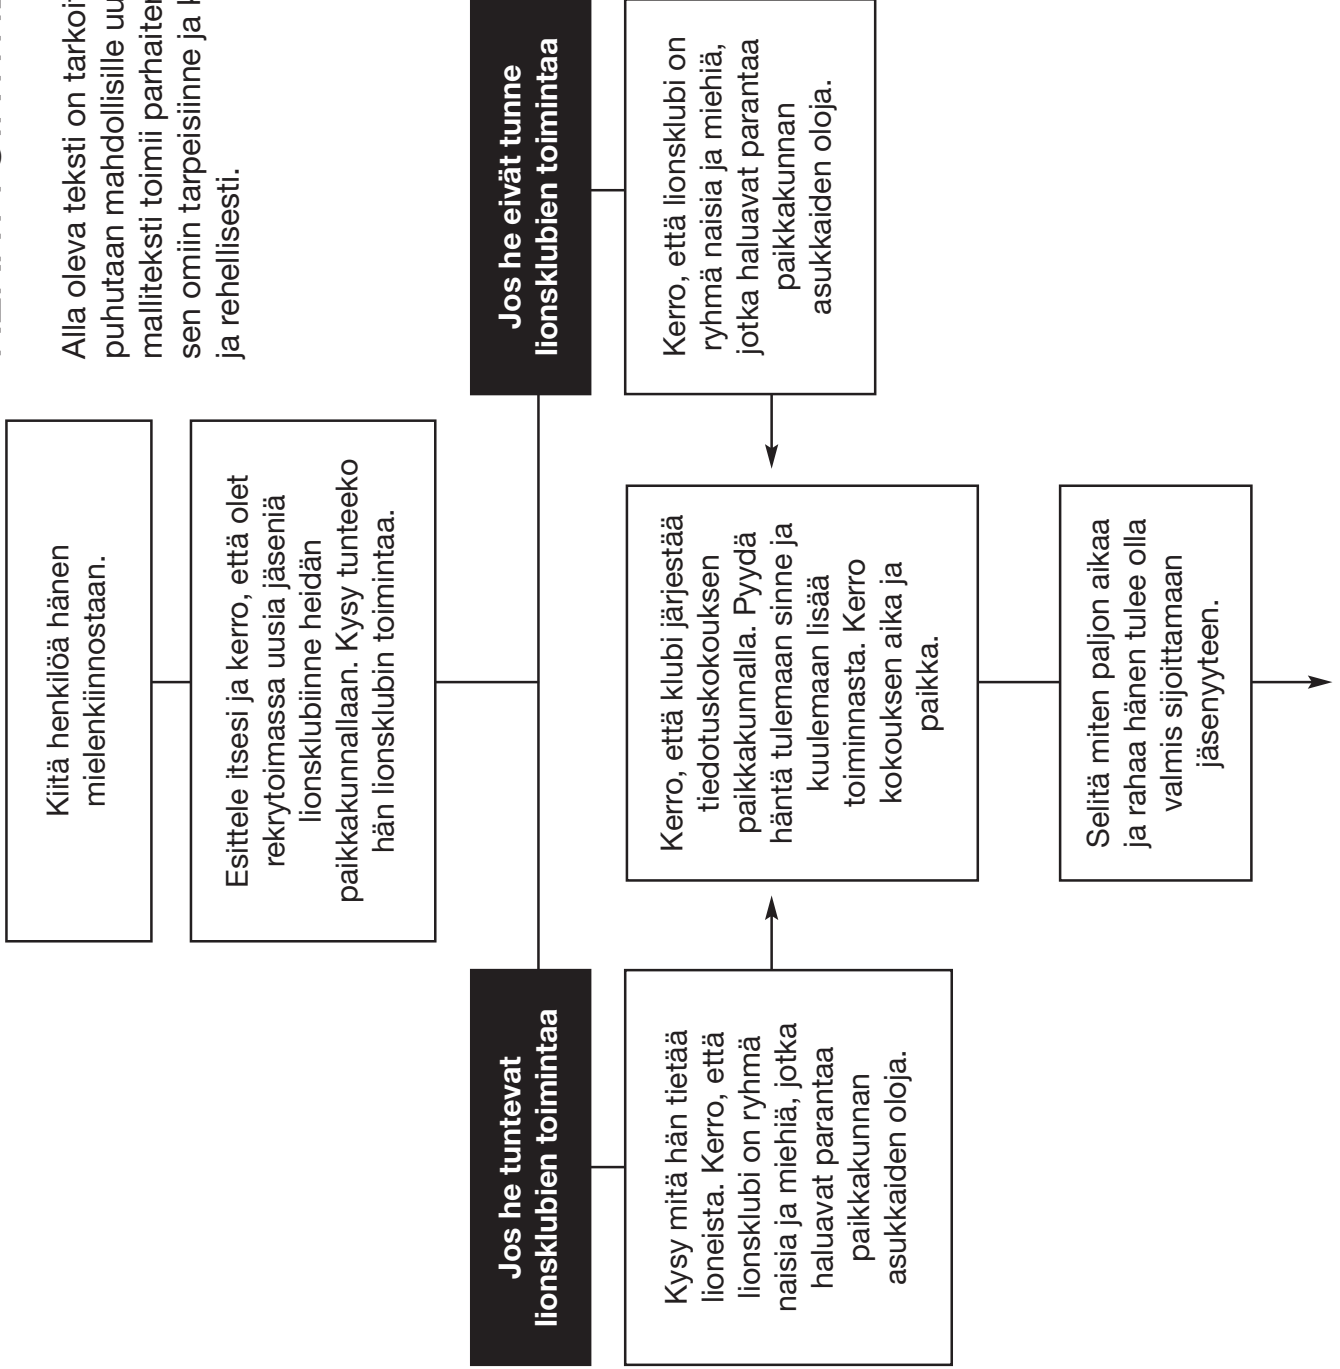 Alla oleva teksti on
puhutaan mahdollisille
malliteksti toimii
sen omiin tarpeisiinne ja
ja rehellisesti.
Kiitä henkilöä hänen
mielenkiinnostaan.
Esittele itsesi ja kerro, että olet
rekrytoimassa uusia jäseniä
lionsklubiinne heidän
paikkakunnallaan. Kysy tunteeko
hän lionsklubin toimintaa.
Jos he tuntevat
lionsklubien toimintaa
Kysy mitä hän tietää
lioneista. Kerro, että
lionsklubi on ryhmä
naisia ja miehiä, jotka
haluavat parantaa
paikkakunnan
asukkaiden oloja.
Jos he eivät tunne
lionsklubien toimintaa
Kerro, että lionsklubi on
ryhmä naisia ja miehiä,
jotka haluavat parantaa
paikkakunnan
asukkaiden oloja.
Kerro, että klubi järjestää
tiedotuskokouksen
paikkakunnalla. Pyydä
häntä tulemaan sinne ja
kuulemaan lisää
toiminnasta. Kerro
kokouksen aika ja
paikka.
Selitä miten paljon aikaa
ja rahaa hänen tulee olla
valmis sijoittamaan
jäsenyyteen.